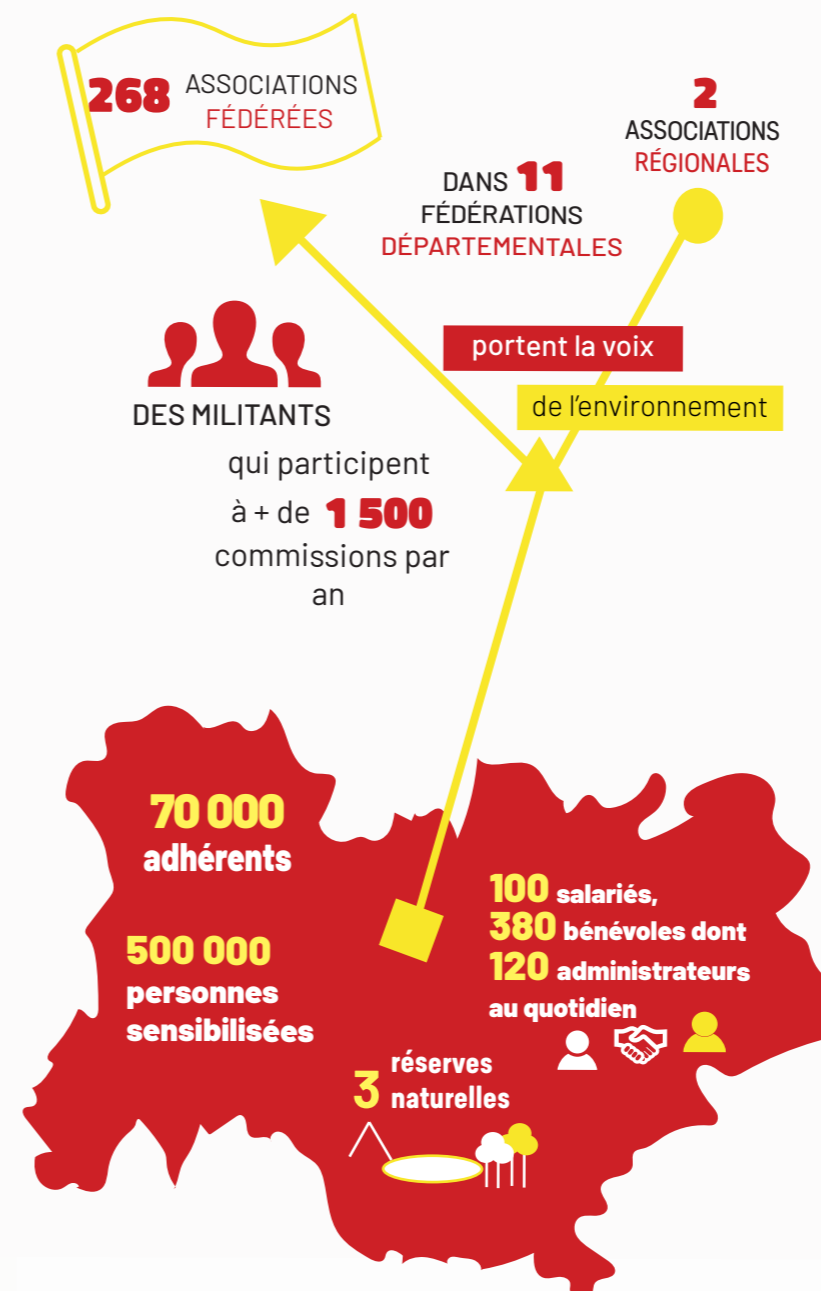 268 ASSOCIATIONS
FÉDÉRÉES
2
ASSOCIATIONS
RÉGIONALES
DANS 11
FÉDÉRATIONS
DÉPARTEMENTALES
portent la voix
de l'environnement
DES MILITANTS
qui participent
à + de 1 500
commissions par
an
70 000
adhérents
500 000
personnes
sensibilisées
100 salariés,
380 bénévoles dont
120 administrateurs
au quotidien
3 réserves
naturelles